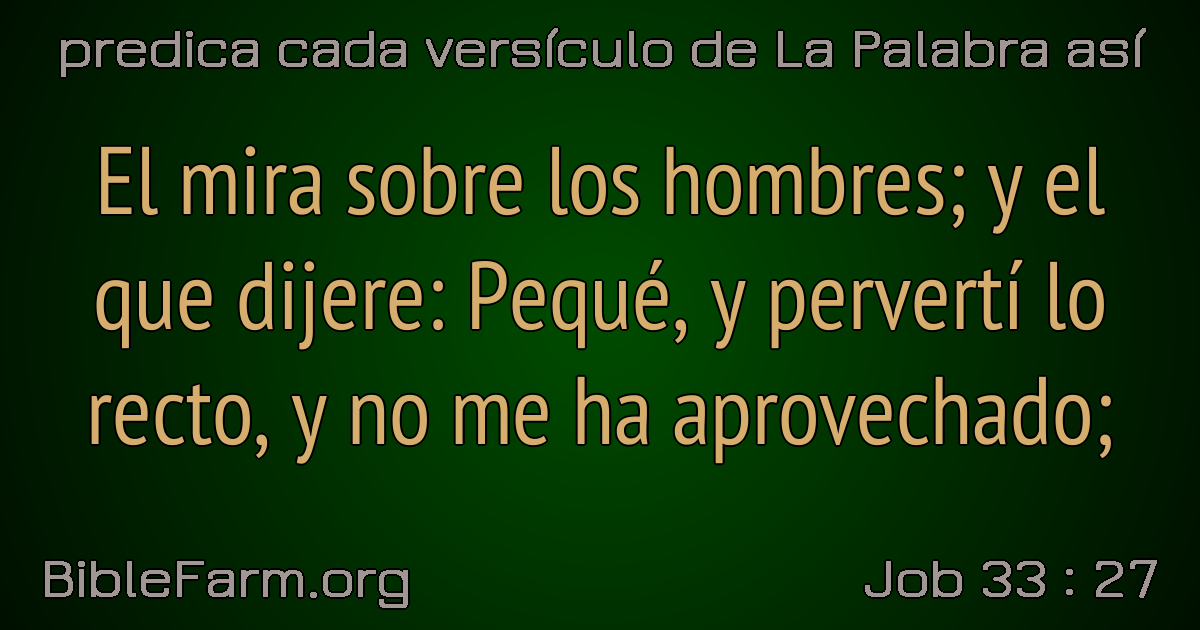 predica cada versículo de La Palabra así
El mira sobre los hombres; y el
que dijere: Pequé, y pervertí lo
recto, y no me ha aprovechado;
BibleFarm.org
Job 33 : 27